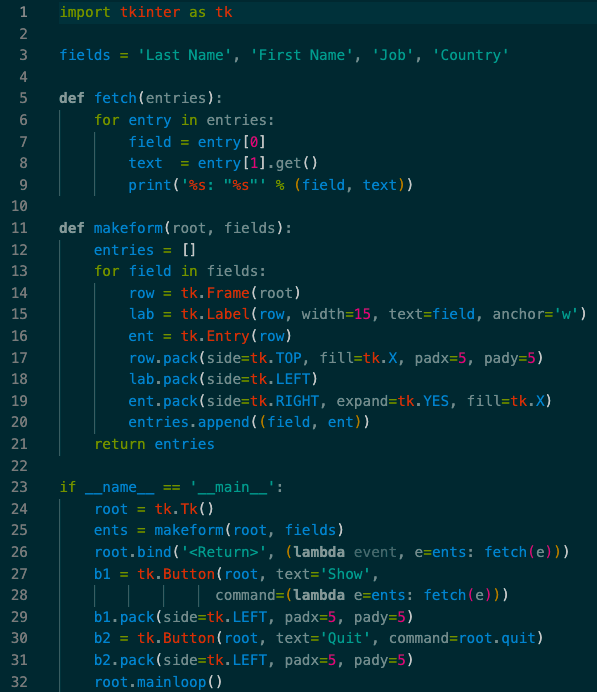 1 import tkinter as tk
2
3 fields = 'Last Name', 'First Name', 'Job', 'Country'
4
5 def fetch(entries):
6     for entry in entries:
7         field = entry[0]
8         text  = entry[1].get()
9         print('%s: "%s"' % (field, text))
10
11 def makeform(root, fields):
12     entries = []
13     for field in fields:
14         row = tk.Frame(root)
15         lab = tk.Label(row, width=15, text=field, anchor='w')
16         ent = tk.Entry(row)
17         row.pack(side=tk.TOP, fill=tk.X, padx=5, pady=5)
18         lab.pack(side=tk.LEFT)
19         ent.pack(side=tk.RIGHT, expand=tk.YES, fill=tk.X)
20         entries.append((field, ent))
21     return entries
22
23 if __name__ == '__main__':
24     root = tk.Tk()
25     ents = makeform(root, fields)
26     root.bind('<Return>', (lambda event, e=ents: fetch(e)))
27     b1 = tk.Button(root, text='Show',
28                   command=(lambda e=ents: fetch(e)))
29     b1.pack(side=tk.LEFT, padx=5, pady=5)
30     b2 = tk.Button(root, text='Quit', command=root.quit)
31     b2.pack(side=tk.LEFT, padx=5, pady=5)
32     root.mainloop()